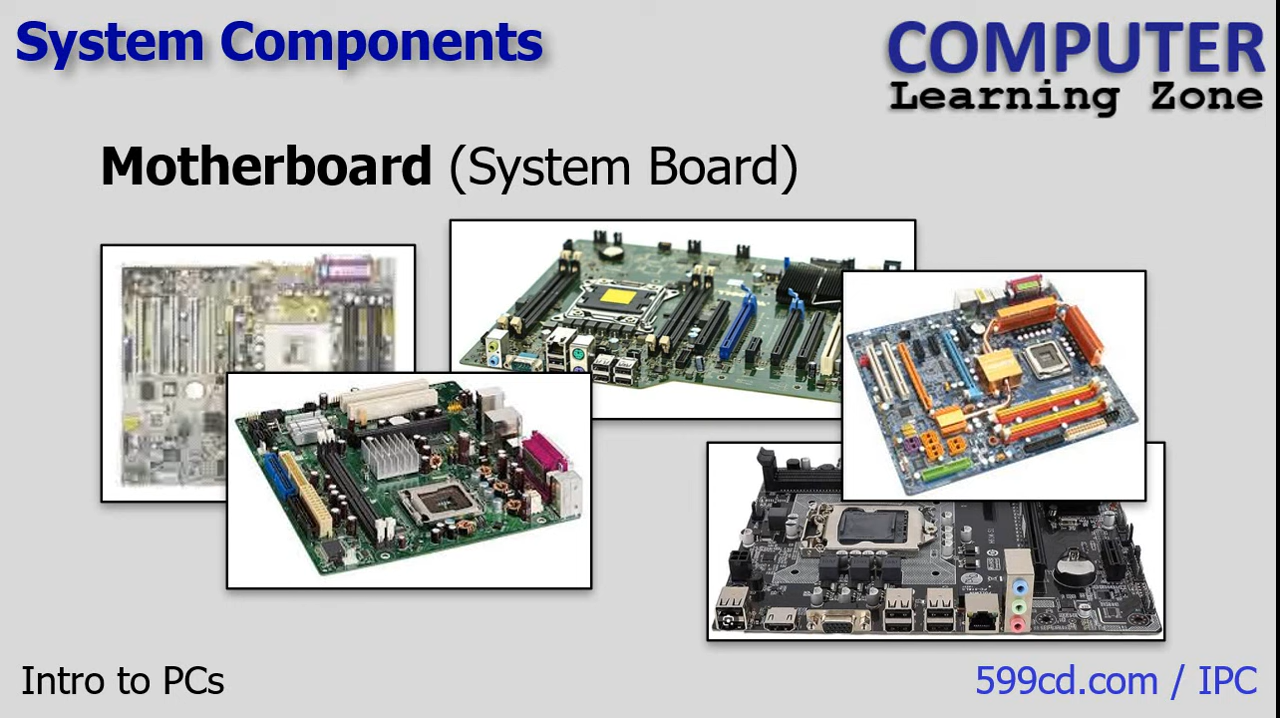 System Components
COMPUTER
Learning Zone
Motherboard (System Board)
Intro to PCs
599cd.com / IPC